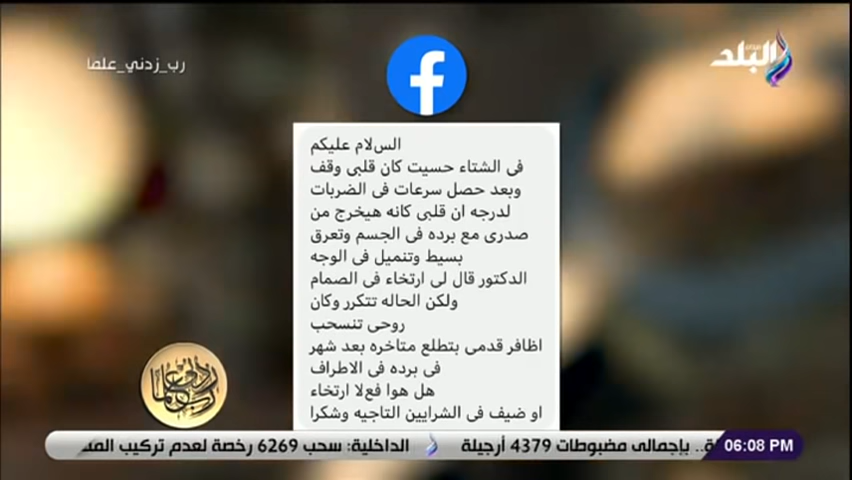 رب_زدني_علما
صدى
البلد
f
السلام عليكم
فى الشتاء حسيت كان قلبى وقف
وبعد حصل سرعات فى الضربات
لدرجه ان قلبى كانه هيخرج من
صدرى مع برده فى الجسم وتعرق
بسيط وتنميل فى الوجه
الدكتور قال لى ارتخاء فى الصمام
ولكن الحاله تتكرر وكان
روحى تنسحب
اظافر قدمى بتطلع متاخره بعد شهر
فى برده فى الاطراف
هل هوا فعلا ارتخاء
او ضيف فى الشرايين التاجيه وشكرا
رب زدني علما
ة.. بإجمالى مضبوطات 4379 أرجيلة الداخلية: سحب 6269 رخصة لعدم تركيب المد
06:08 PM